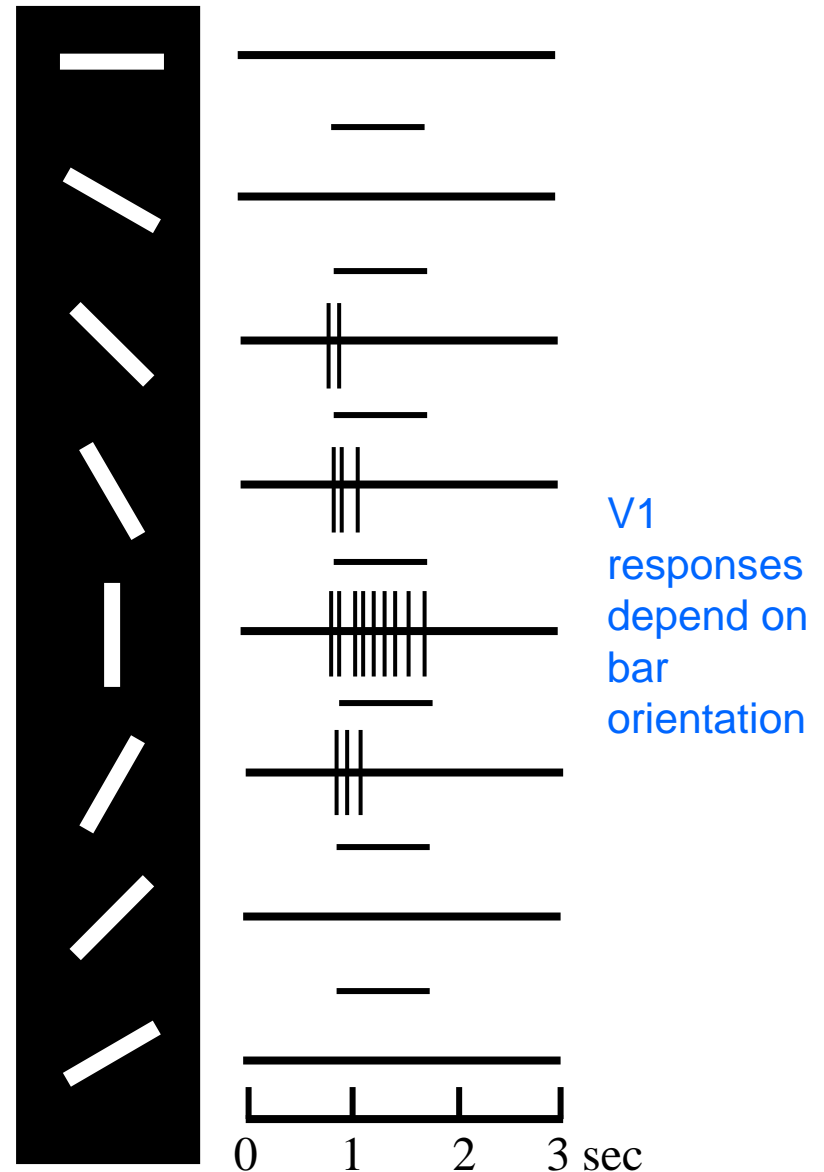 V1
responses
depend on
bar
orientation
0 1 2 3 sec